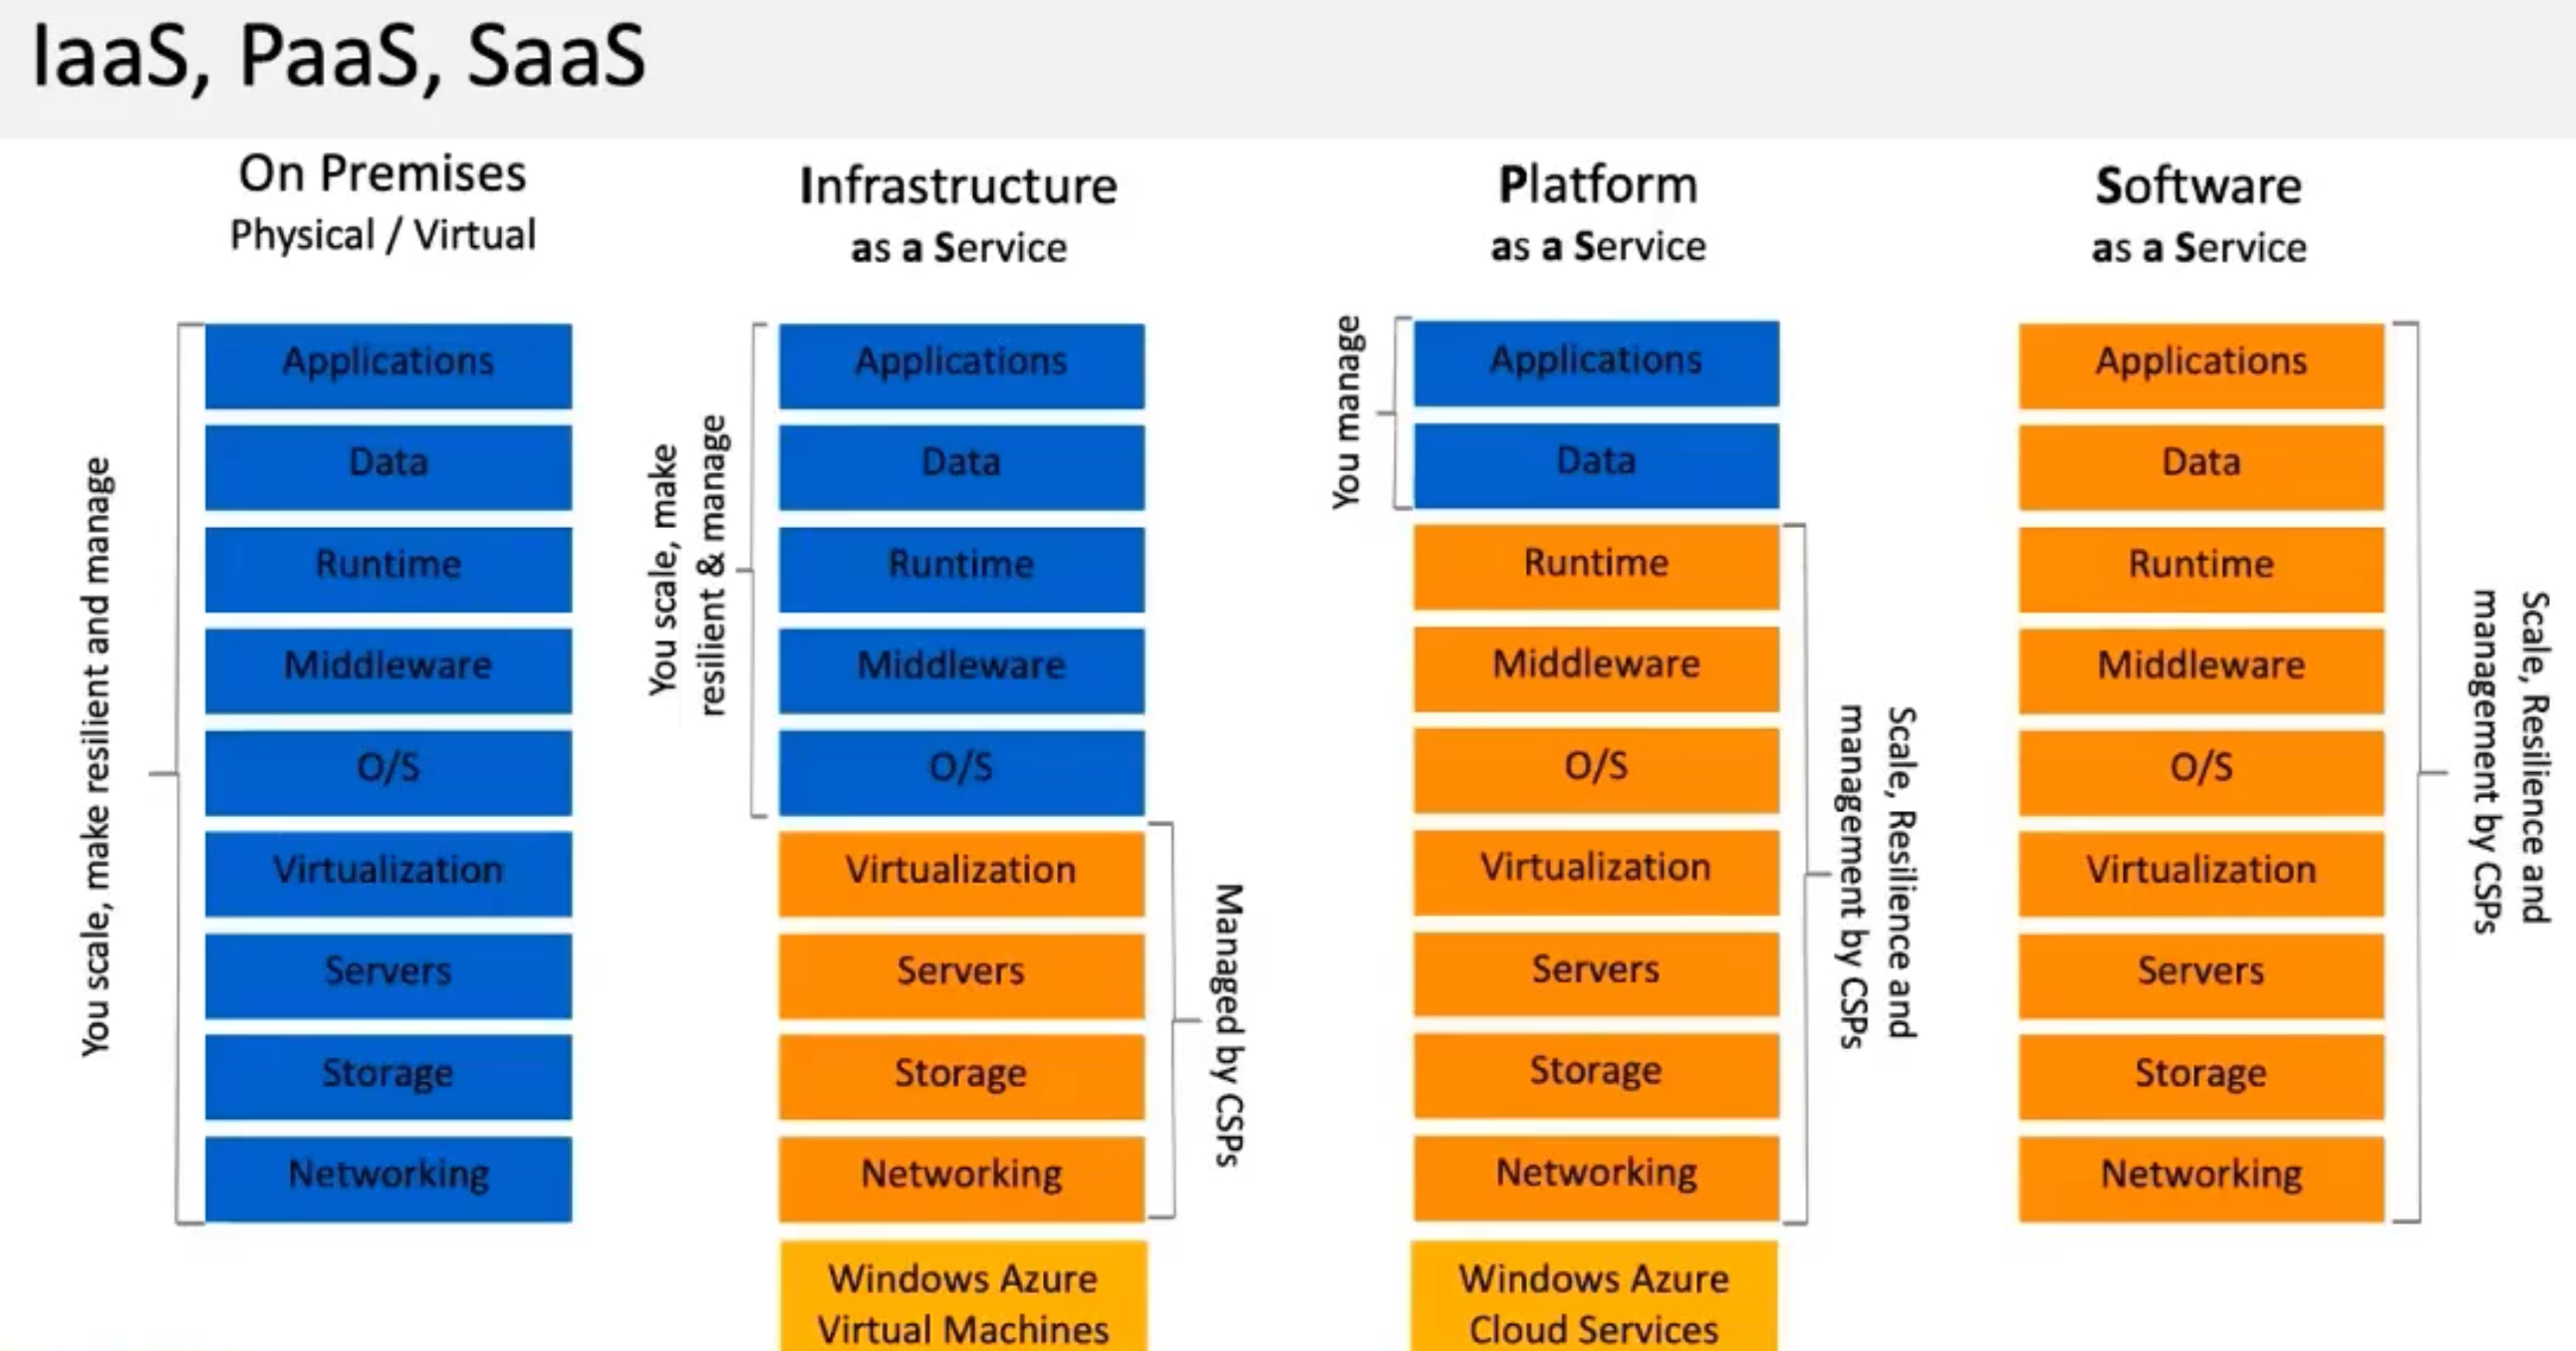 IaaS, PaaS, SaaS
On Premises
Physical / Virtual
You scale, make resilient and manage
Applications
Data
Runtime
Middleware
O/S
Virtualization
Servers
Storage
Networking
Infrastructure
as a Service
You scale, make
resilient & manage
Applications
Data
Runtime
Middleware
O/S
Virtualization
Servers
Storage
Networking
Managed by CSPs
Windows Azure
Virtual Machines
Platform
as a Service
You manage
Applications
Data
Runtime
Middleware
O/S
Virtualization
Servers
Storage
Networking
Scale, Resilience and
management by CSPs
Windows Azure
Cloud Services
Software
as a Service
Applications
Data
Runtime
Middleware
O/S
Virtualization
Servers
Storage
Networking
Scale, Resilience and
management by CSPs